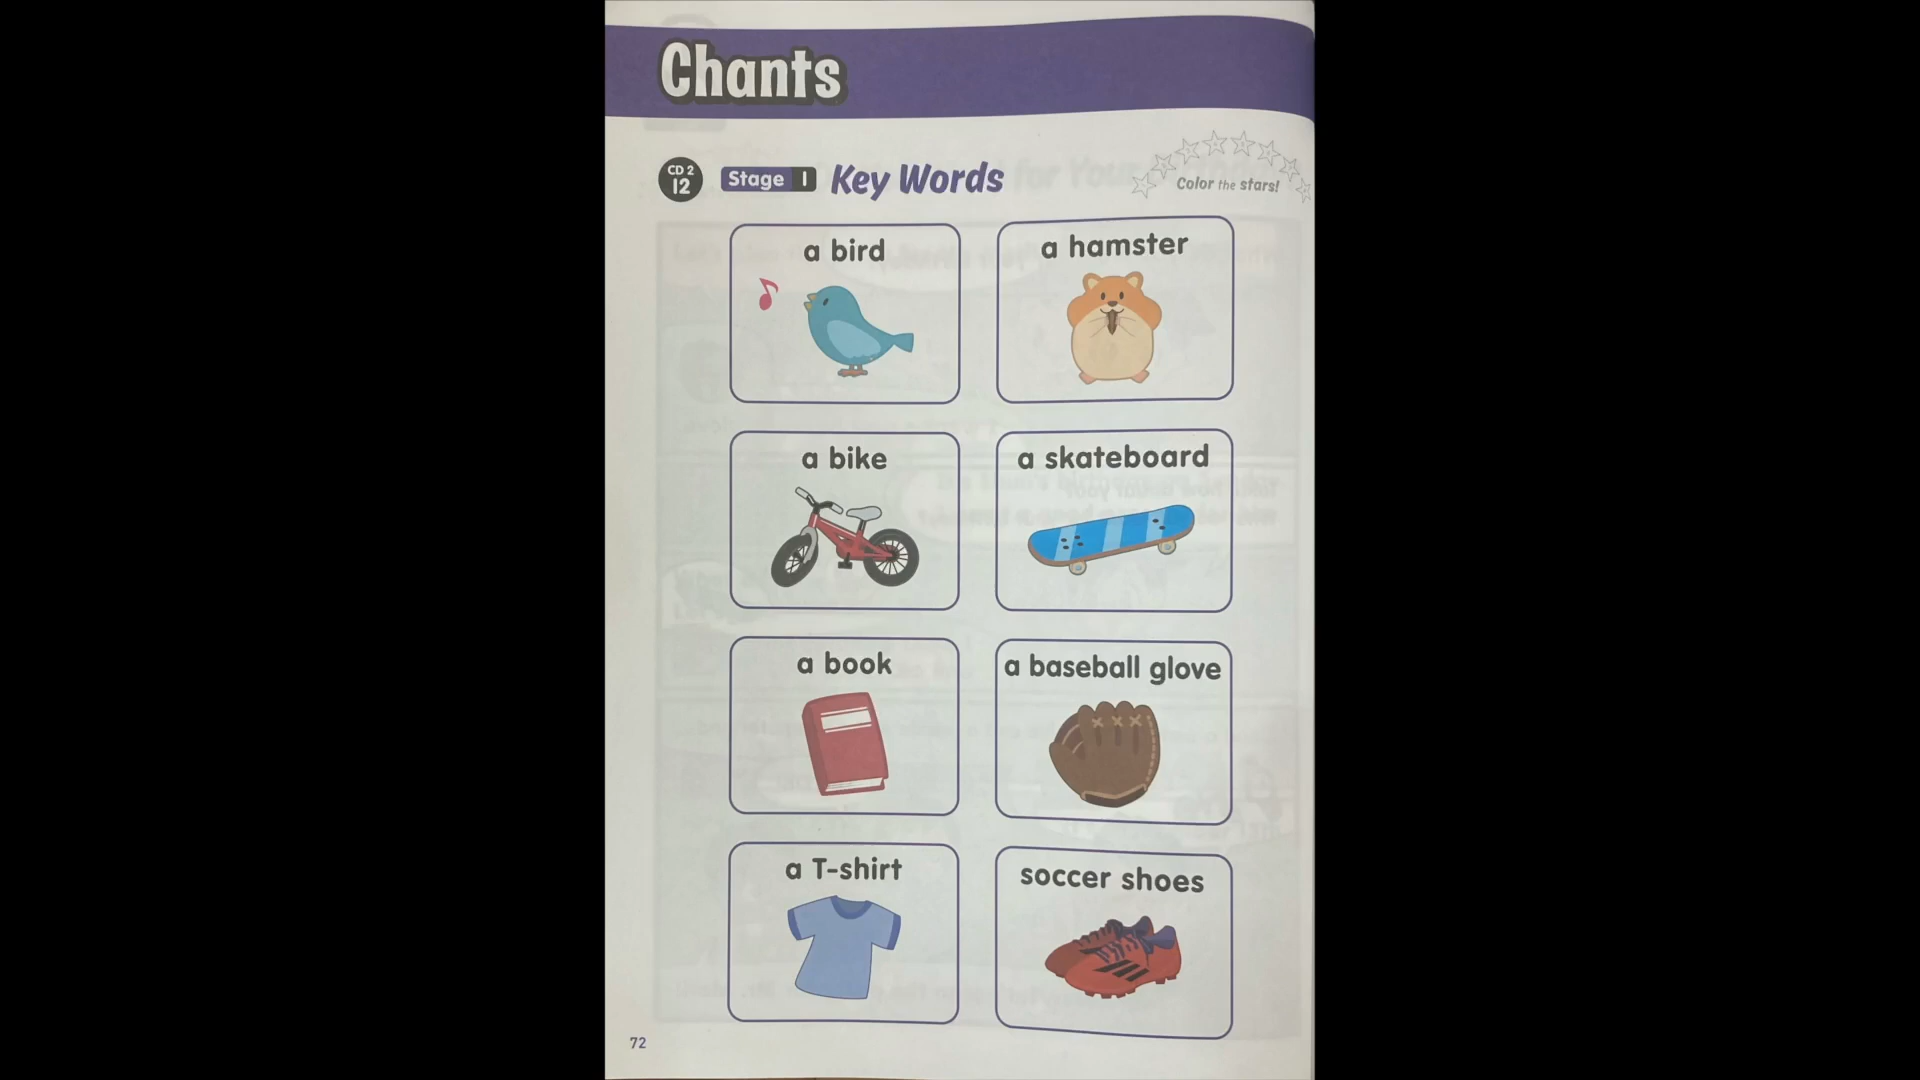 Chants
CD 2
12
Stage 1
Key Words
Color the stars!
a bird
a hamster
a bike
a skateboard
a book
a baseball glove
a T-shirt
soccer shoes
72